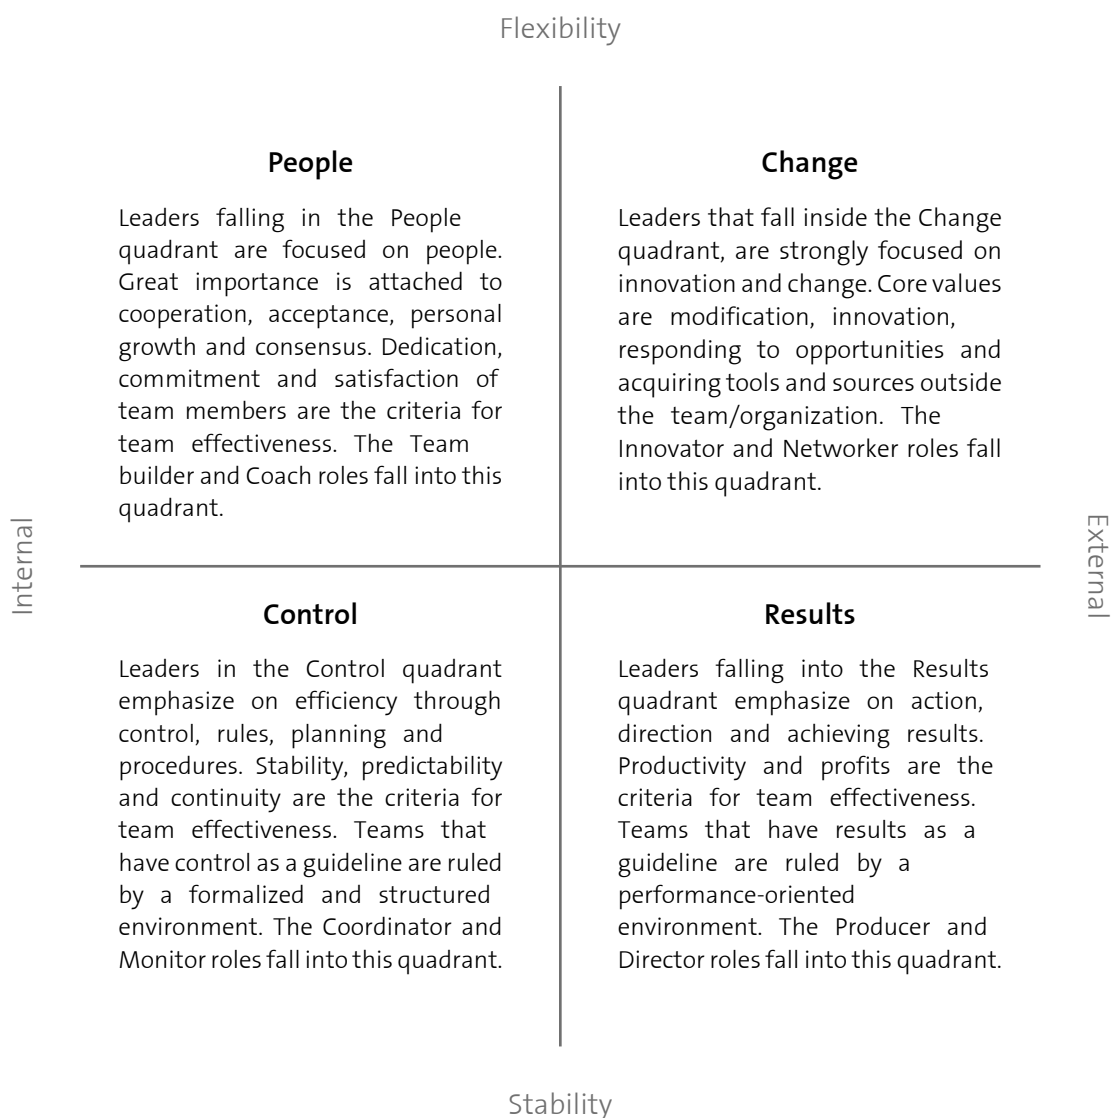 Flexibility
People
Leaders falling in the People
quadrant are focused on people.
Great importance is attached to
cooperation, acceptance, personal
growth and consensus. Dedication,
commitment and satisfaction of
team members are the criteria for
team effectiveness. The Team
builder and Coach roles fall into this
quadrant.
Change
Leaders that fall inside the Change
quadrant, are strongly focused on
innovation and change. Core values
are modification, innovation,
responding to opportunities and
acquiring tools and sources outside
the team/organization. The
Innovator and Networker roles fall
into this quadrant.
Internal
External
Control
Leaders in the Control quadrant
emphasize on efficiency through
control, rules, planning and
procedures. Stability, predictability
and continuity are the criteria for
team effectiveness. Teams that
have control as a guideline are ruled
by a formalized and structured
environment. The Coordinator and
Monitor roles fall into this quadrant.
Results
Leaders falling into the Results
quadrant emphasize on action,
direction and achieving results.
Productivity and profits are the
criteria for team effectiveness.
Teams that have results as a
guideline are ruled by a
performance-oriented
environment. The Producer and
Director roles fall into this quadrant.
Stability